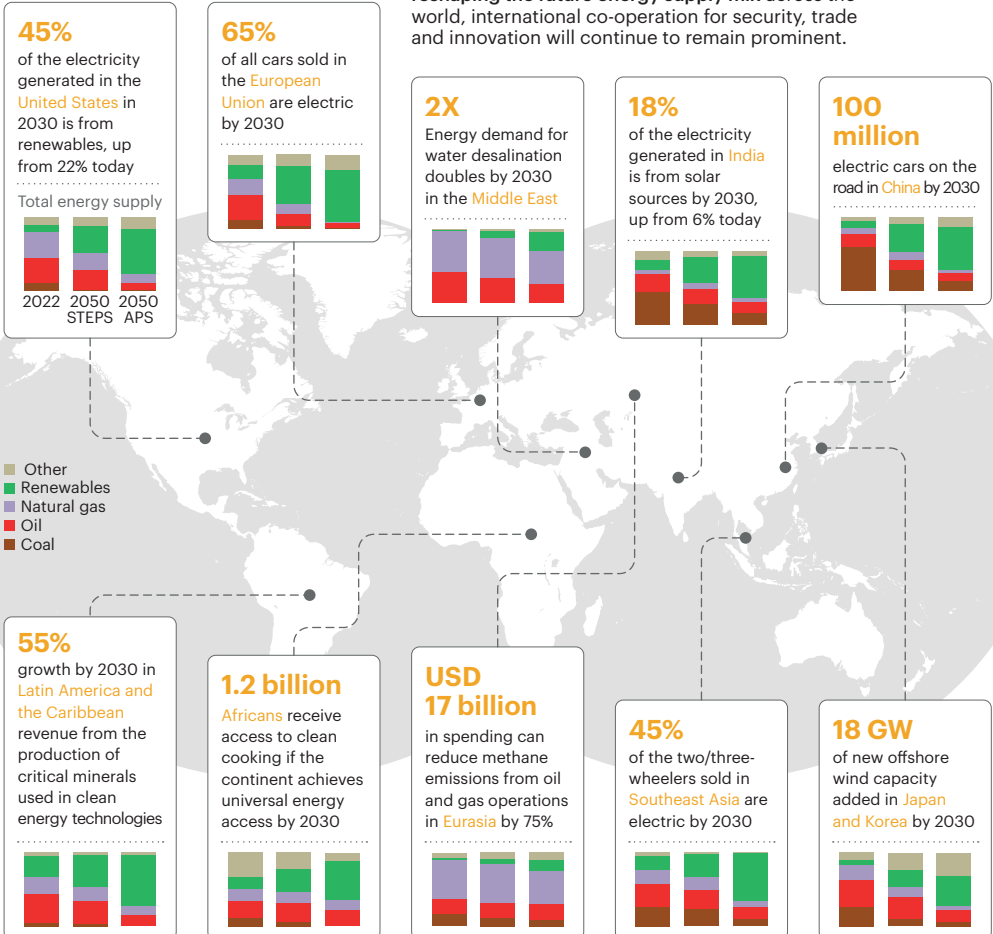 reshaping the future energy supply mix across the
world, international co-operation for security, trade
and innovation will continue to remain prominent.
45%
of the electricity
generated in the
United States in
2030 is from
renewables, up
from 22% today
Total energy supply
2022 2050 2050
STEPS APS
65%
of all cars sold in
the European
Union are electric
by 2030
2X
Energy demand for
water desalination
doubles by 2030
in the Middle East
18%
of the electricity
generated in India
is from solar
sources by 2030,
up from 6% today
100
million
electric cars on the
road in China by 2030
Other
Renewables
Natural gas
Oil
Coal
55%
growth by 2030 in
Latin America and
the Caribbean
revenue from the
production of
critical minerals
used in clean
energy technologies
1.2 billion
Africans receive
access to clean
cooking if the
continent achieves
universal energy
access by 2030
USD
17 billion
in spending can
reduce methane
emissions from oil
and gas operations
in Eurasia by 75%
45%
of the two/three-
wheelers sold in
Southeast Asia are
electric by 2030
18 GW
of new offshore
wind capacity
added in Japan
and Korea by 2030